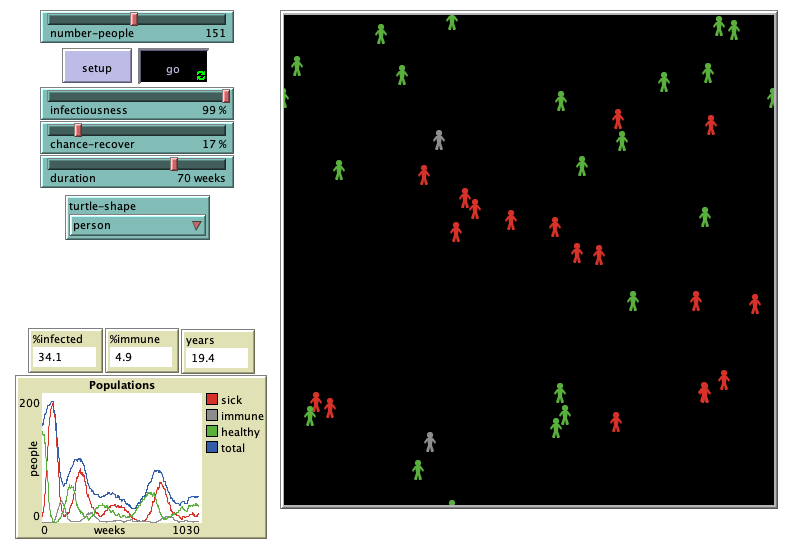 number-people 151
setup
go
infectiousness 99 %
chance-recover 17 %
duration 70 weeks
turtle-shape
person
%infected
34.1
%immune
4.9
years
19.4
Populations
200
people
0
0
weeks
1030
sick
immune
healthy
total